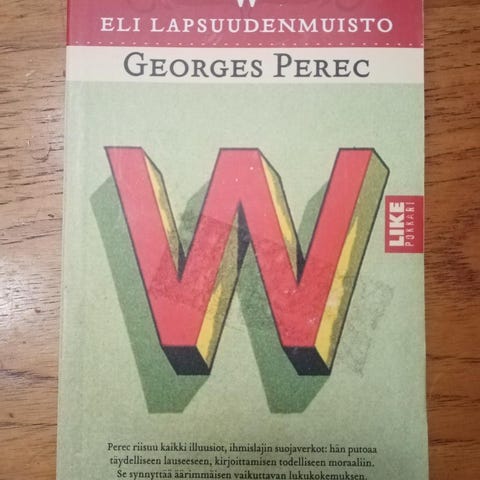 W
ELI LAPSUUDENMUISTO
GEORGES PEREC
W
LIKE
POKKARI
Perec riisuu kaikki illuusiot, ihmislajin suojaverkot: hän putoaa
täydelliseen lauseeseen, kirjoittamisen todelliseen moraaliin.
Se synnyttää äärimmäisen vaikuttavan lukukokemuksen.